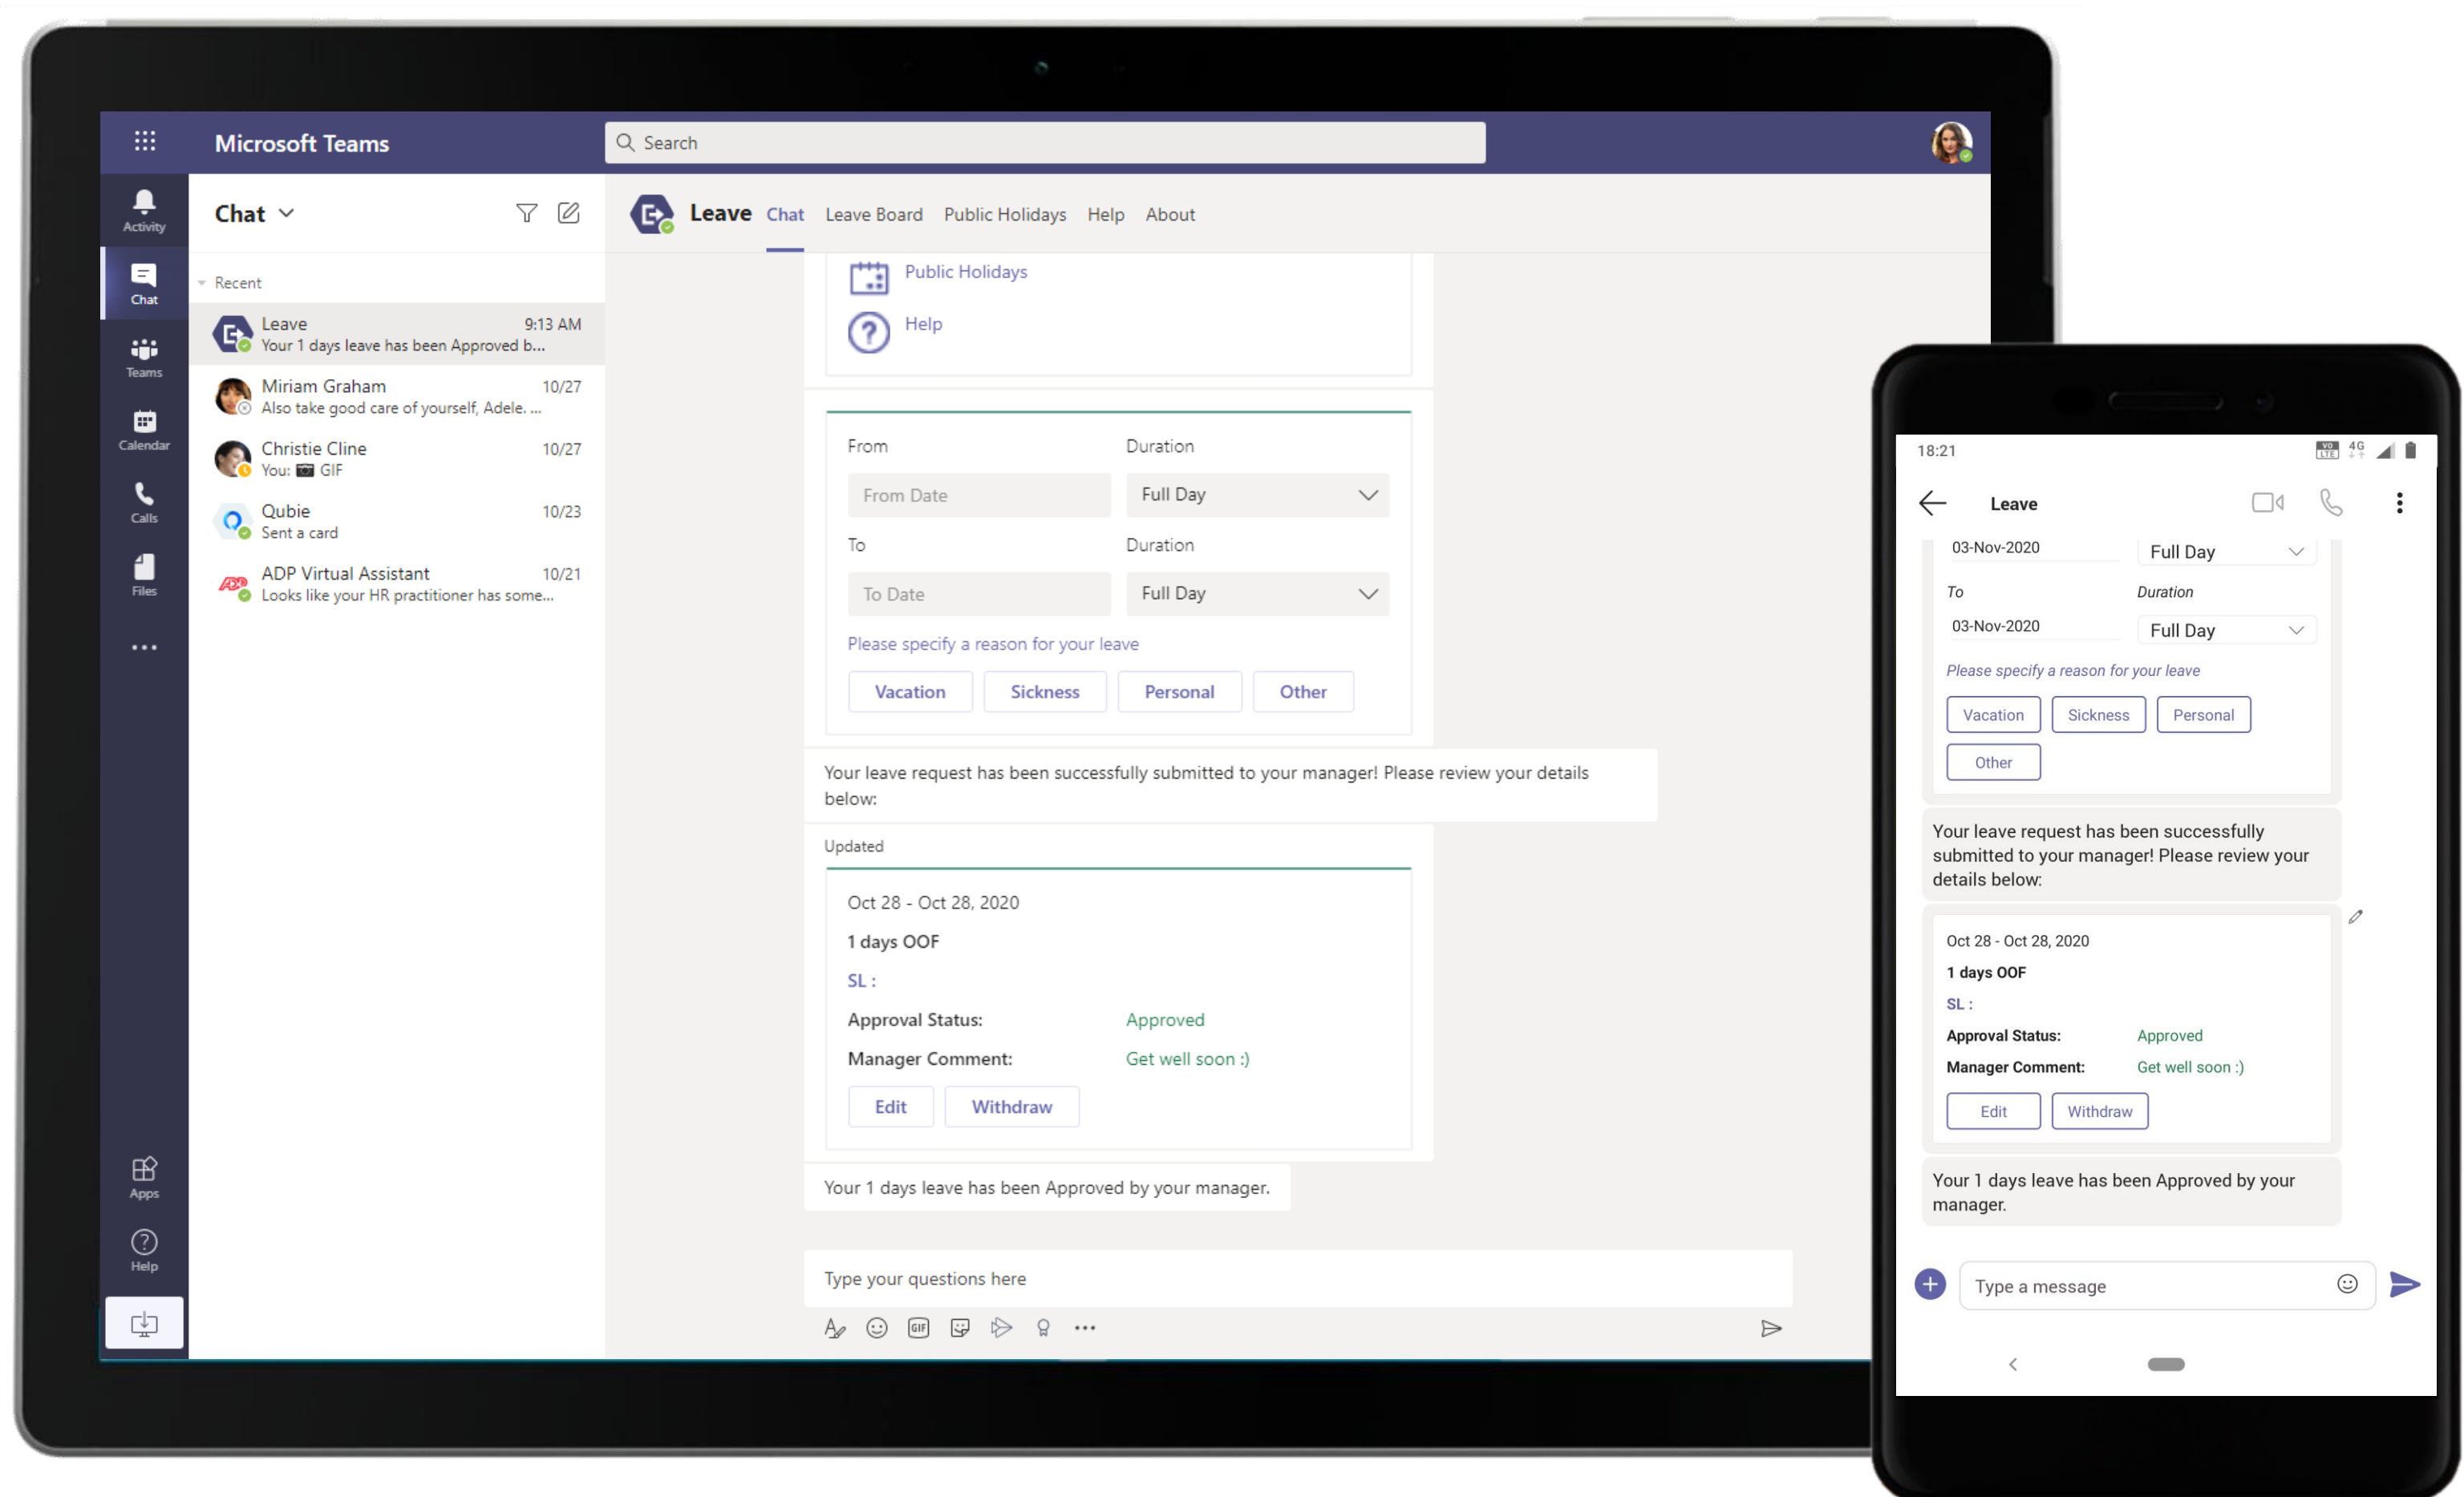 Microsoft Teams
Search
Activity
Chat
Teams
Calendar
Calls
Files
Apps
Help
Chat
Recent
Leave 9:13 AM
Your 1 days leave has been Approved b...
Miriam Graham 10/27
Also take good care of yourself, Adele. ...
Christie Cline 10/27
You: GIF
Qubie 10/23
Sent a card
ADP Virtual Assistant 10/21
Looks like your HR practitioner has some...
Leave Chat Leave Board Public Holidays Help About
Public Holidays
Help
From Duration
From Date Full Day
To Duration
To Date Full Day
Please specify a reason for your leave
Vacation Sickness Personal Other
Your leave request has been successfully submitted to your manager! Please review your details
below:
Updated
Oct 28 - Oct 28, 2020
1 days OOF
SL :
Approval Status: Approved
Manager Comment: Get well soon :)
Edit Withdraw
Your 1 days leave has been Approved by your manager.
Type your questions here
GIF
18:21 VO LTE 4G
Leave
03-Nov-2020 Full Day
To Duration
03-Nov-2020 Full Day
Please specify a reason for your leave
Vacation Sickness Personal
Other
Your leave request has been successfully
submitted to your manager! Please review your
details below:
Oct 28 - Oct 28, 2020
1 days OOF
SL :
Approval Status: Approved
Manager Comment: Get well soon :)
Edit Withdraw
Your 1 days leave has been Approved by your
manager.
Type a message